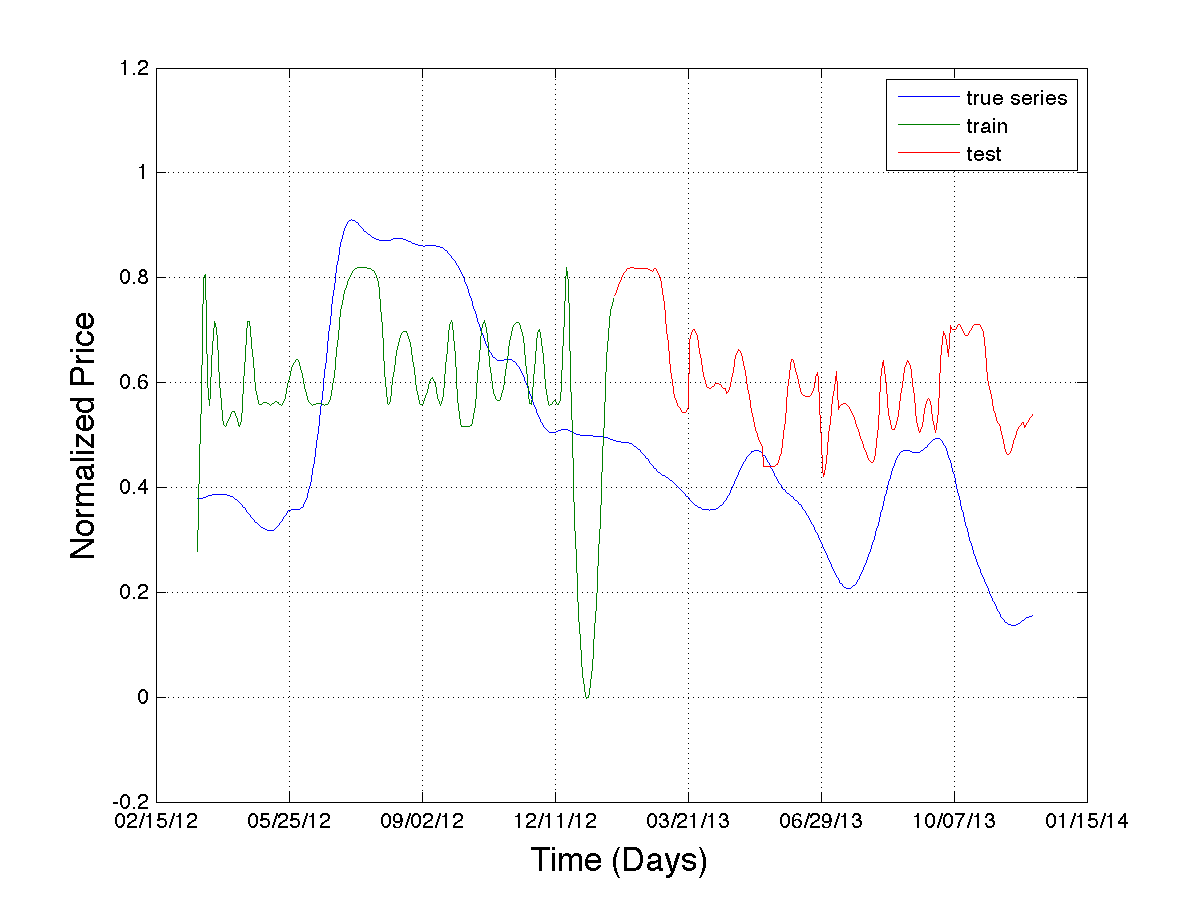 1.2
1
0.8
0.6
0.4
0.2
0
-0.2
Normalized Price
true series
train
test
02/15/12 05/25/12 09/02/12 12/11/12 03/21/13 06/29/13 10/07/13 01/15/14
Time (Days)